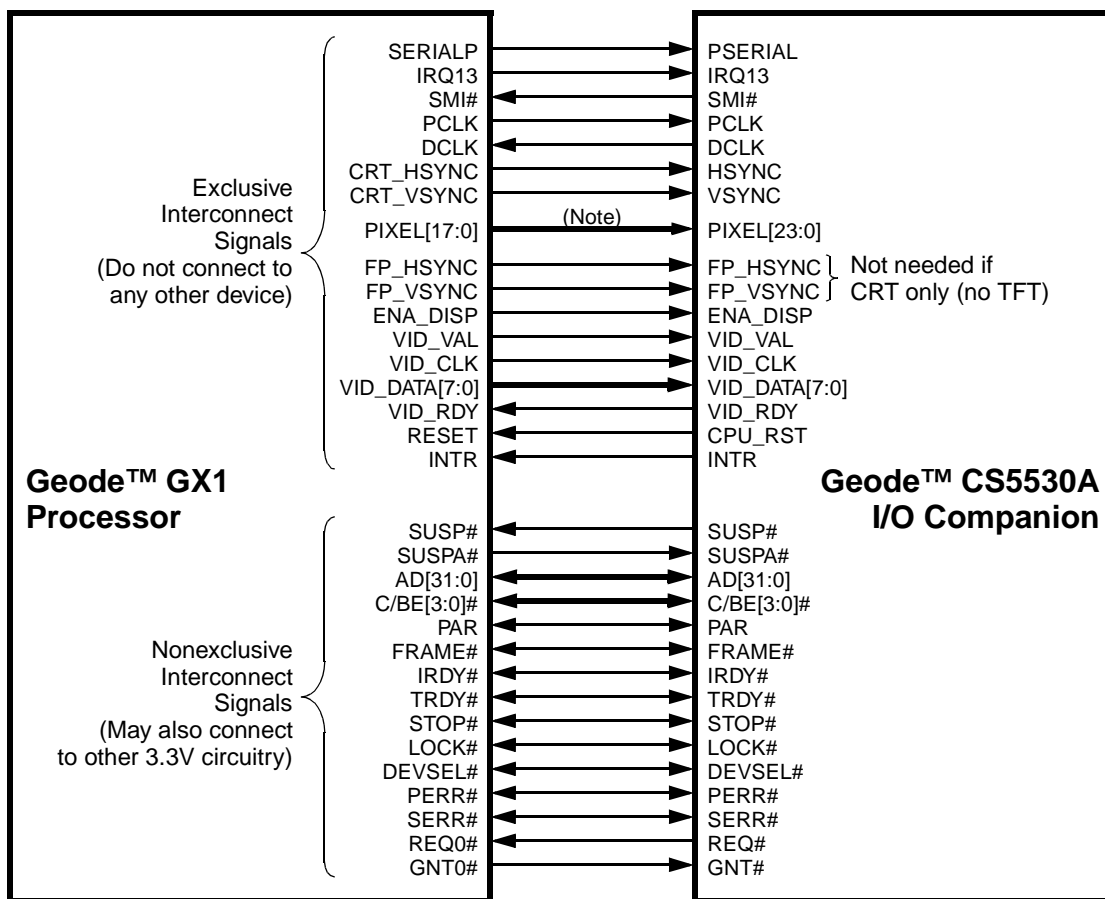 SERIALP PSERIAL
IRQ13 IRQ13
SMI# SMI#
PCLK PCLK
DCLK DCLK
CRT_HSYNC HSYNC
CRT_VSYNC VSYNC
PIXEL[17:0] (Note) PIXEL[23:0]
FP_HSYNC FP_HSYNC
FP_VSYNC FP_VSYNC
Not needed if
CRT only (no TFT)
ENA_DISP ENA_DISP
VID_VAL VID_VAL
VID_CLK VID_CLK
VID_DATA[7:0] VID_DATA[7:0]
VID_RDY VID_RDY
RESET CPU_RST
INTR INTR
Exclusive
Interconnect
Signals
(Do not connect to
any other device)
Geode™ GX1
Processor
Geode™ CS5530A
I/O Companion
SUSP# SUSP#
SUSPA# SUSPA#
AD[31:0] AD[31:0]
C/BE[3:0]# C/BE[3:0]#
PAR PAR
FRAME# FRAME#
IRDY# IRDY#
TRDY# TRDY#
STOP# STOP#
LOCK# LOCK#
DEVSEL# DEVSEL#
PERR# PERR#
SERR# SERR#
REQ0# REQ#
GNT0# GNT#
Nonexclusive
Interconnect
Signals
(May also connect
to other 3.3V circuitry)